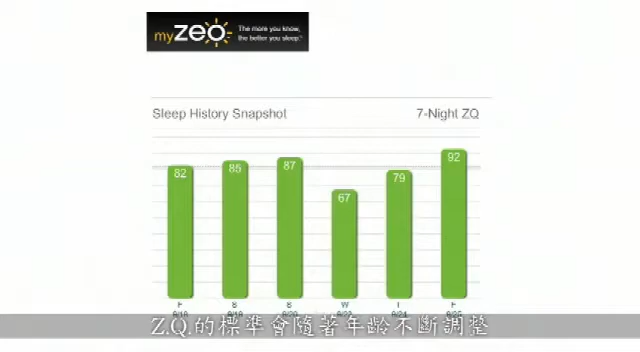 myZEO
The more you know,
the better you sleep.
Sleep History Snapshot
7-Night ZQ
82
85
87
67
79
92
F
S
S
W
T
F
Z.Q.的標準會隨著年齡不斷調整